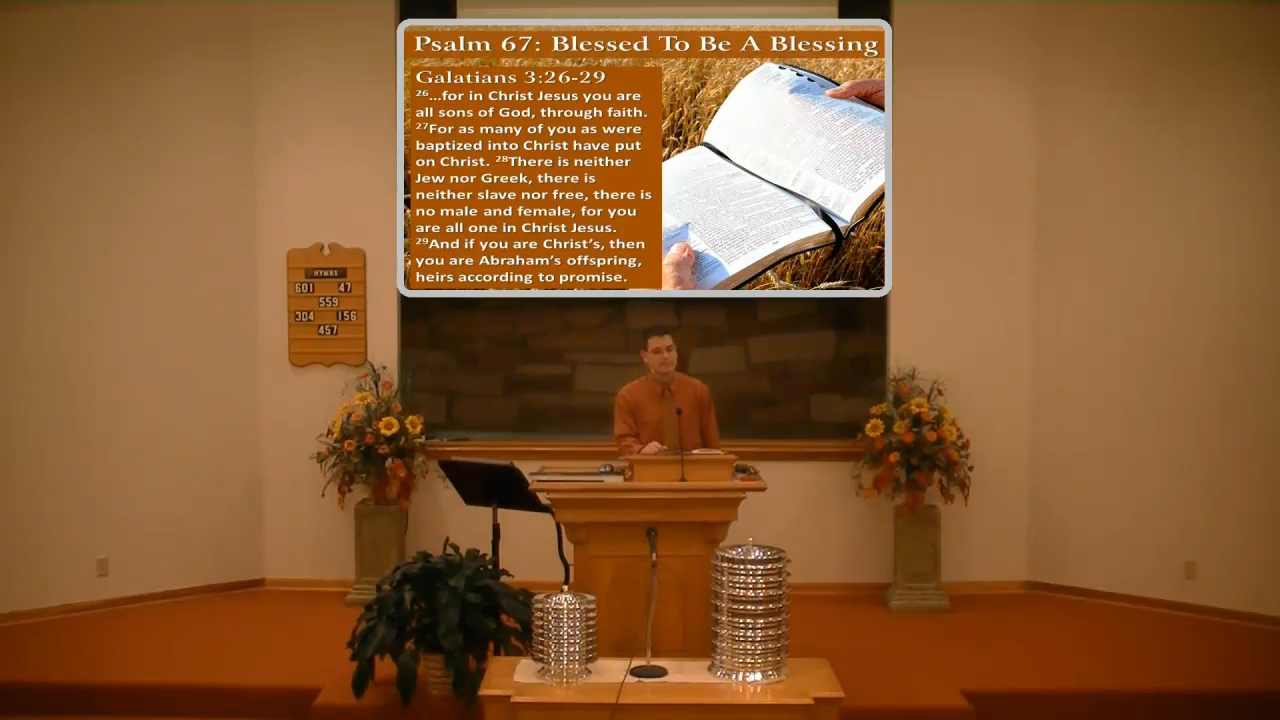 Psalm 67: Blessed To Be A Blessing
Galatians 3:26-29
26...for in Christ Jesus you are
all sons of God, through faith.
27For as many of you as were
baptized into Christ have put
on Christ. 28There is neither
Jew nor Greek, there is
neither slave nor free, there is
no male and female, for you
are all one in Christ Jesus.
29And if you are Christ's, then
you are Abraham's offspring,
heirs according to promise.
HYMNS
601 47
559
304 156
457